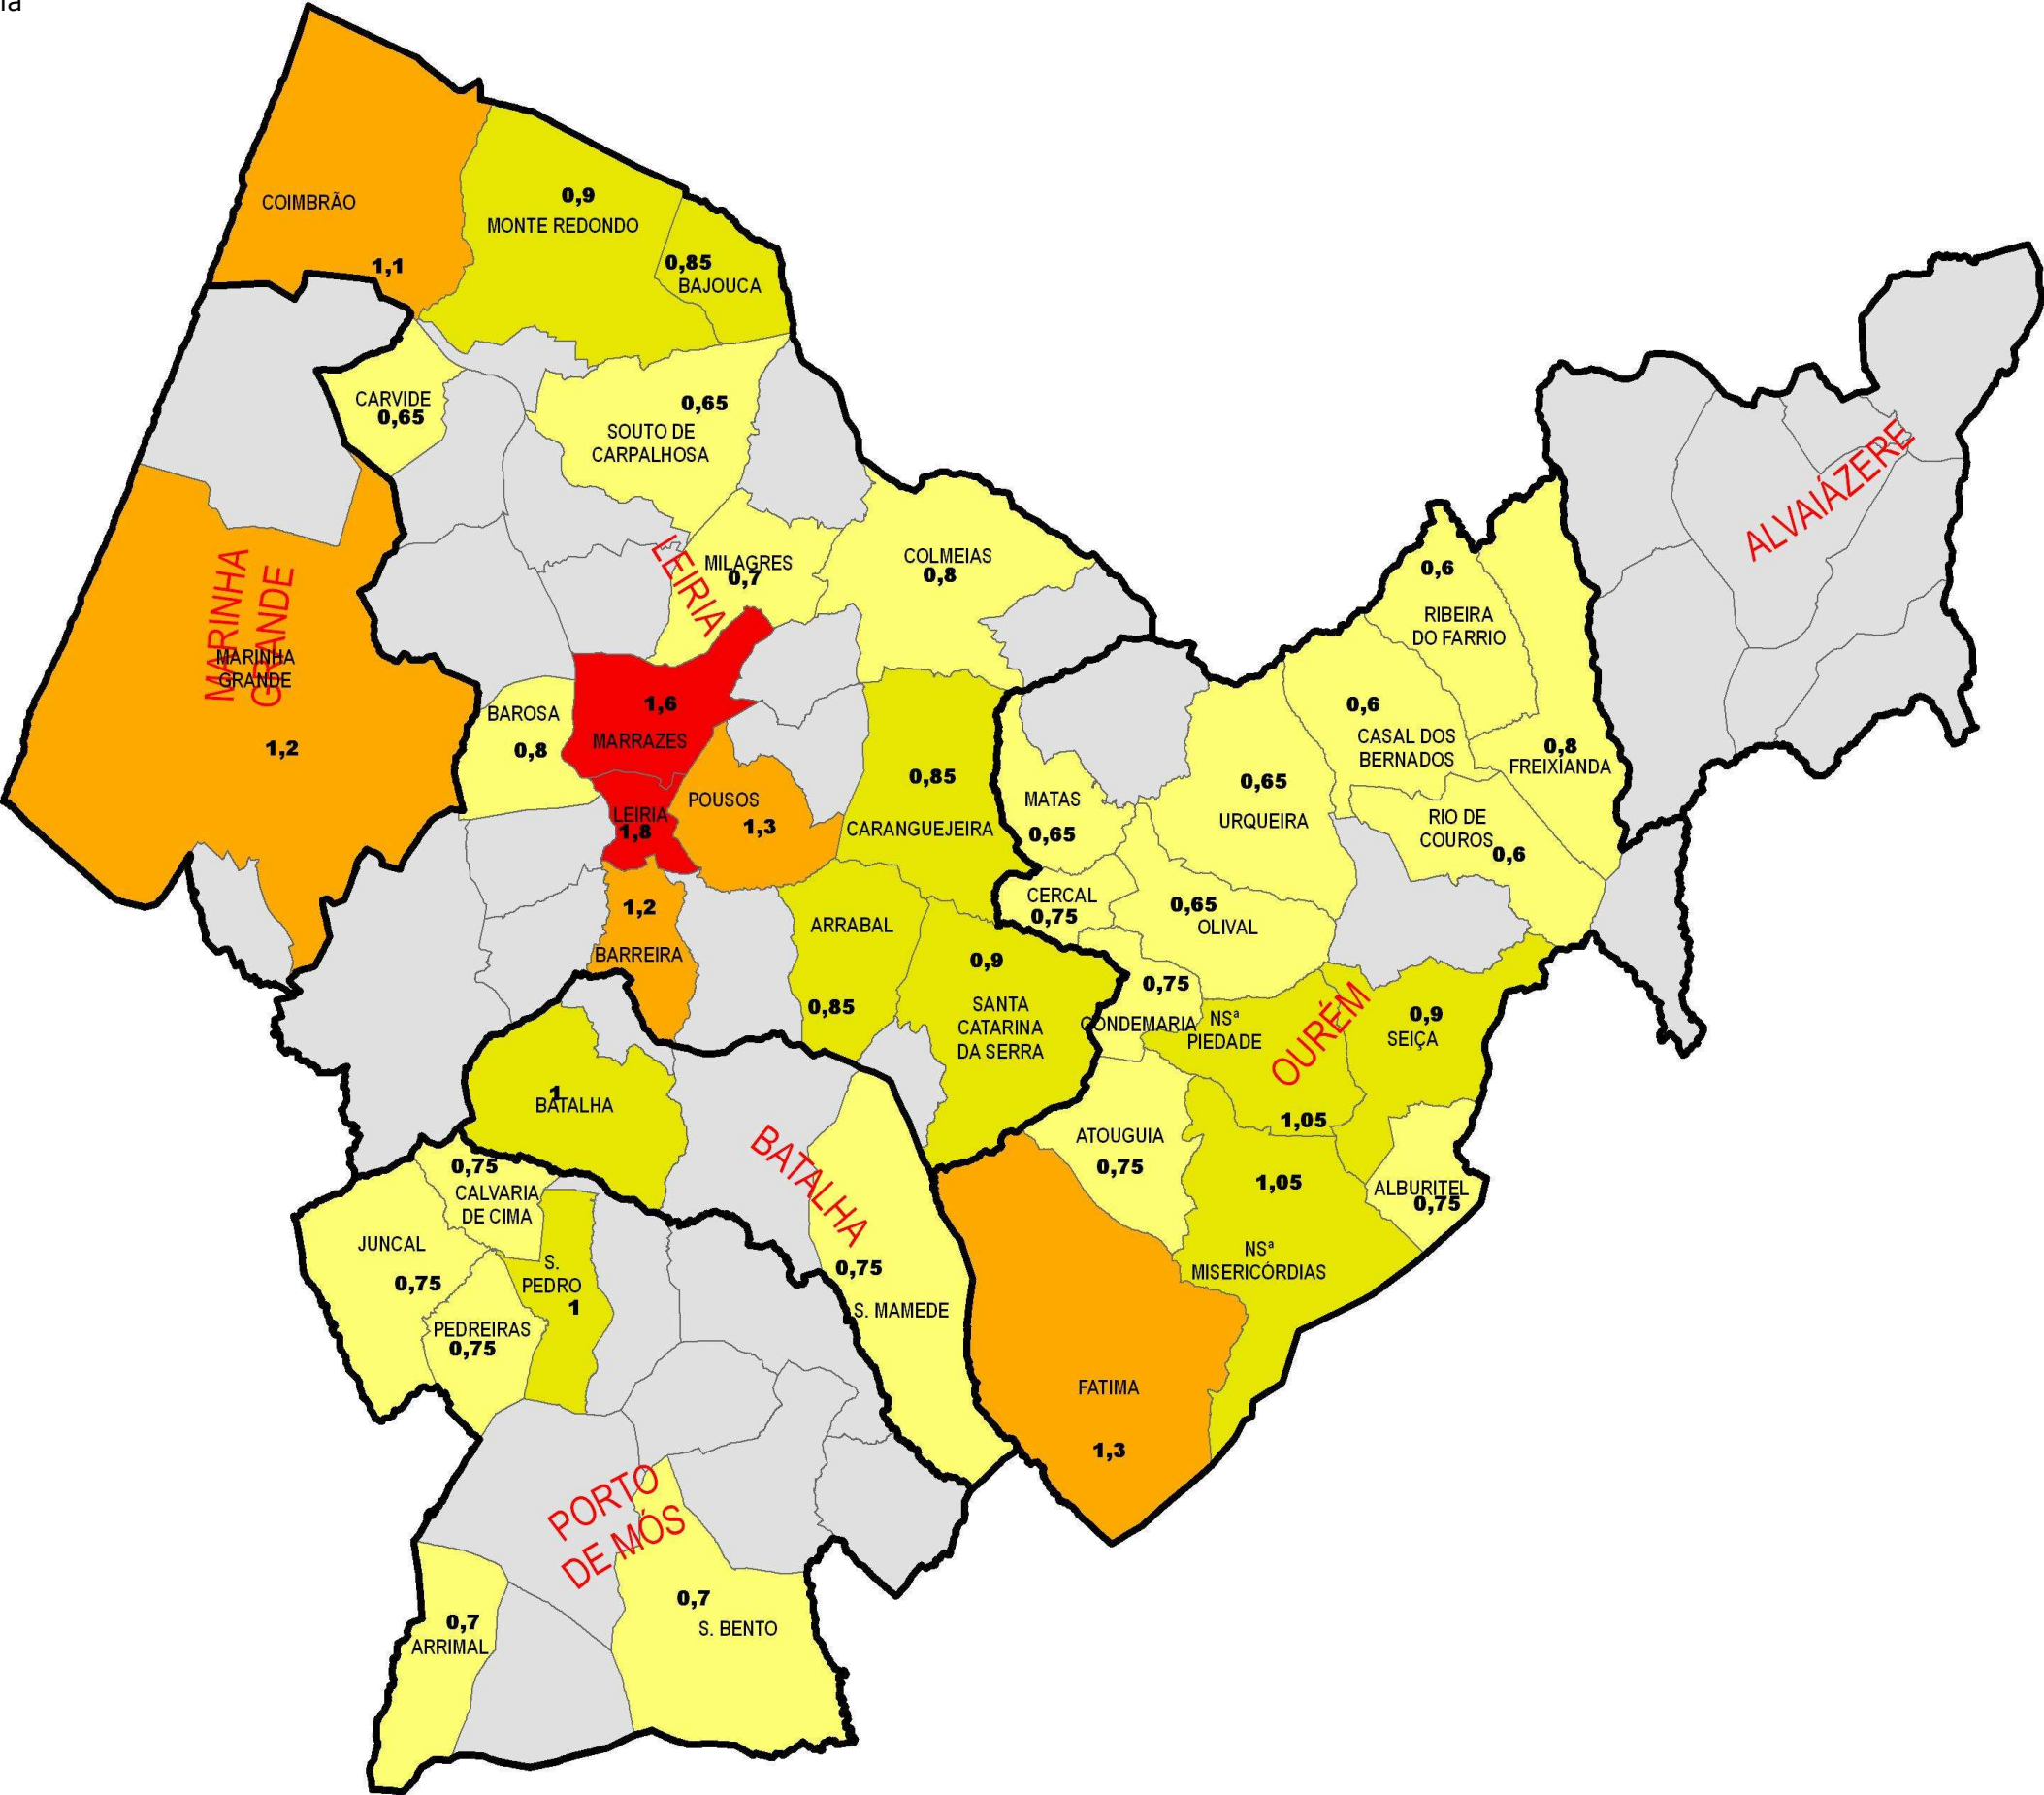 ia
COIMBRÃO
1,1
0,9
MONTE REDONDO
0,85
BAJOUCA
CARVIDE
0,65
0,65
SOUTO DE
CARPALHOSA
LEIRIA
MILAGRES
0,7
COLMEIAS
0,8
ALVAIÁZERE
MARINHA
GRANDE
MARINHA
GRANDE
1,2
0,6
RIBEIRA
DO FARRIO
0,6
CASAL DOS
BERNADOS
0,8
FREIXIANDA
BAROSA
0,8
1,6
MARRAZES
LEIRIA
1,8
POUSOS
1,3
0,85
CARANGUEJEIRA
MATAS
0,65
0,65
URQUEIRA
RIO DE
COUROS
0,6
CERCAL
0,75
0,65
OLIVAL
1,2
BARREIRA
ARRABAL
0,85
0,9
SANTA
CATARINA
DA SERRA
0,75
CONDEMARIA
NSª
PIEDADE
1,05
OURÉM
0,9
SEIÇA
1
BATALHA
BATALHA
ATOUGUIA
0,75
1,05
NSª
MISERICÓRDIAS
ALBURITEL
0,75
0,75
CALVARIA
DE CIMA
JUNCAL
0,75
S.
PEDRO
1
PEDREIRAS
0,75
0,75
S. MAMEDE
FATIMA
1,3
PORTO
DE MÓS
0,7
S. BENTO
0,7
ARRIMAL